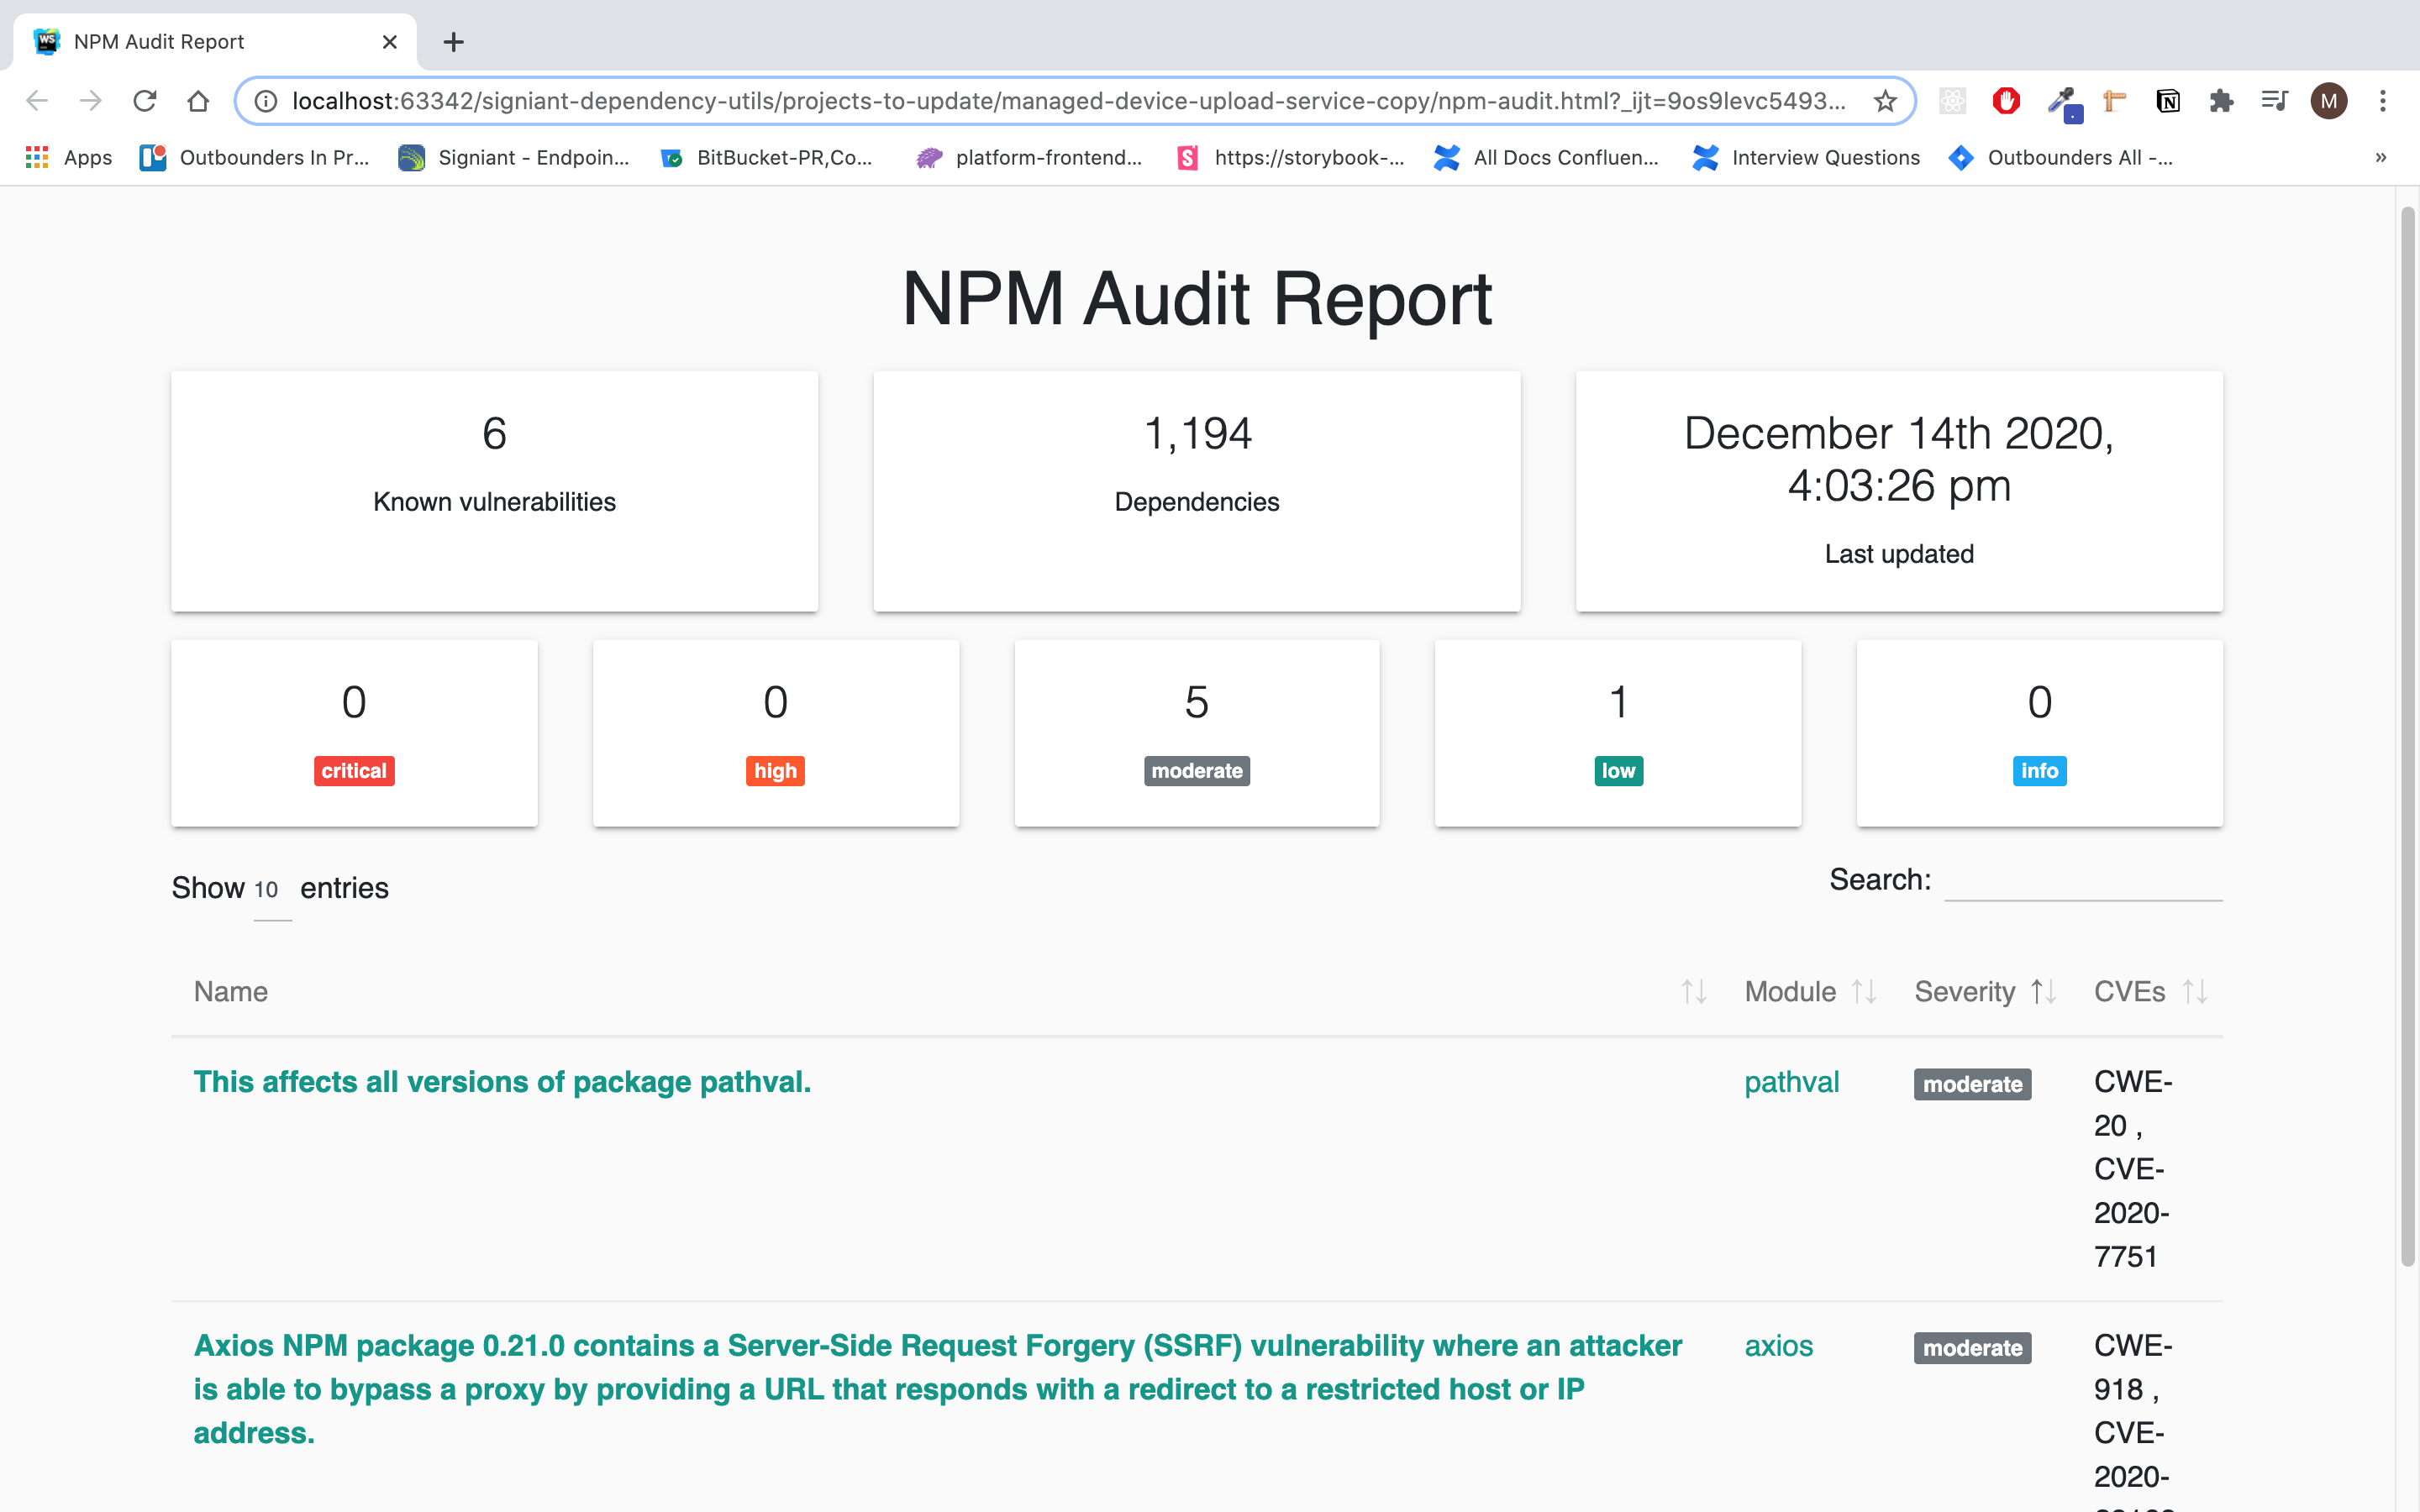 NPM Audit Report
localhost:63342/signiant-dependency-utils/projects-to-update/managed-device-upload-service-copy/npm-audit.html?_ijt=9os9levc5493...
M
Apps
Outbounders In Pr...
Signiant - Endpoin...
BitBucket-PR,Co...
platform-frontend...
https://storybook-...
All Docs Confluen...
Interview Questions
Outbounders All -...
»
NPM Audit Report
6
Known vulnerabilities
1,194
Dependencies
December 14th 2020,
4:03:26 pm
Last updated
0
critical
0
high
5
moderate
1
low
0
info
Show 10 entries
Search:
Name Module Severity CVEs
This affects all versions of package pathval. pathval moderate CWE-
20 ,
CVE-
2020-
7751
Axios NPM package 0.21.0 contains a Server-Side Request Forgery (SSRF) vulnerability where an attacker axios moderate CWE-
is able to bypass a proxy by providing a URL that responds with a redirect to a restricted host or IP 918 ,
address. CVE-
2020-